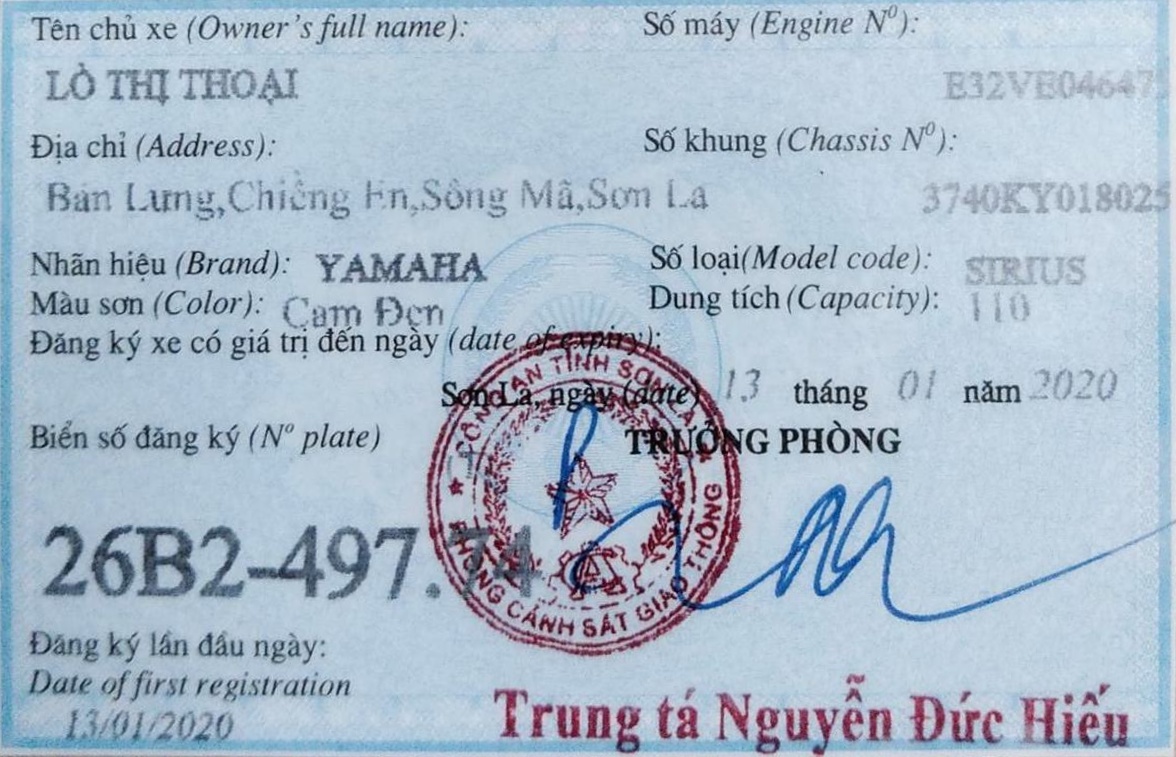 Tên chủ xe (Owner's full name): Số máy (Engine Nº):
LÒ THỊ THOẠI E32VE04647
Địa chỉ (Address): Số khung (Chassis Nº):
Bản Lưng,Chiềng En,Sông Mã,Sơn La 3740KY018025
Nhãn hiệu (Brand): YAMAHA Số loại(Model code): SIRIUS
Màu sơn (Color): Cam Đen Dung tích (Capacity): 110
Đăng ký xe có giá trị đến ngày (date of expiry):
Sơn La, ngày (date) 13 tháng 01 năm 2020
Biển số đăng ký (Nº plate) TRƯỞNG PHÒNG
CÔNG AN TỈNH SƠN LA
26B2-497.74
PHÒNG CẢNH SÁT GIAO THÔNG
Đăng ký lần đầu ngày:
Date of first registration
13/01/2020
Trung tá Nguyễn Đức Hiếu